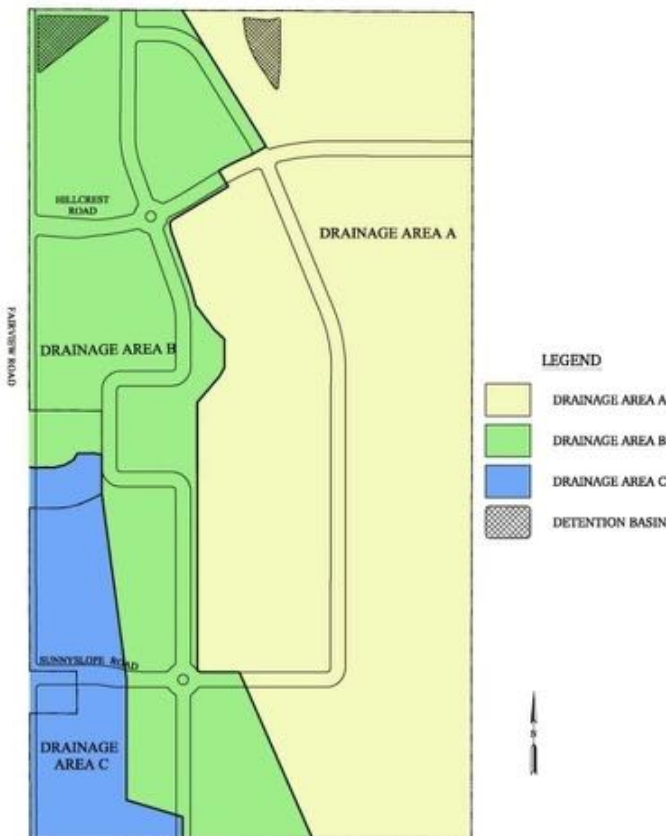 HILLCREST
ROAD
DRAINAGE AREA A
FAIRVIEW ROAD
DRAINAGE AREA B
SUNNYSLOPE ROAD
DRAINAGE
AREA C
LEGEND
DRAINAGE AREA A
DRAINAGE AREA B
DRAINAGE AREA C
DETENTION BASIN